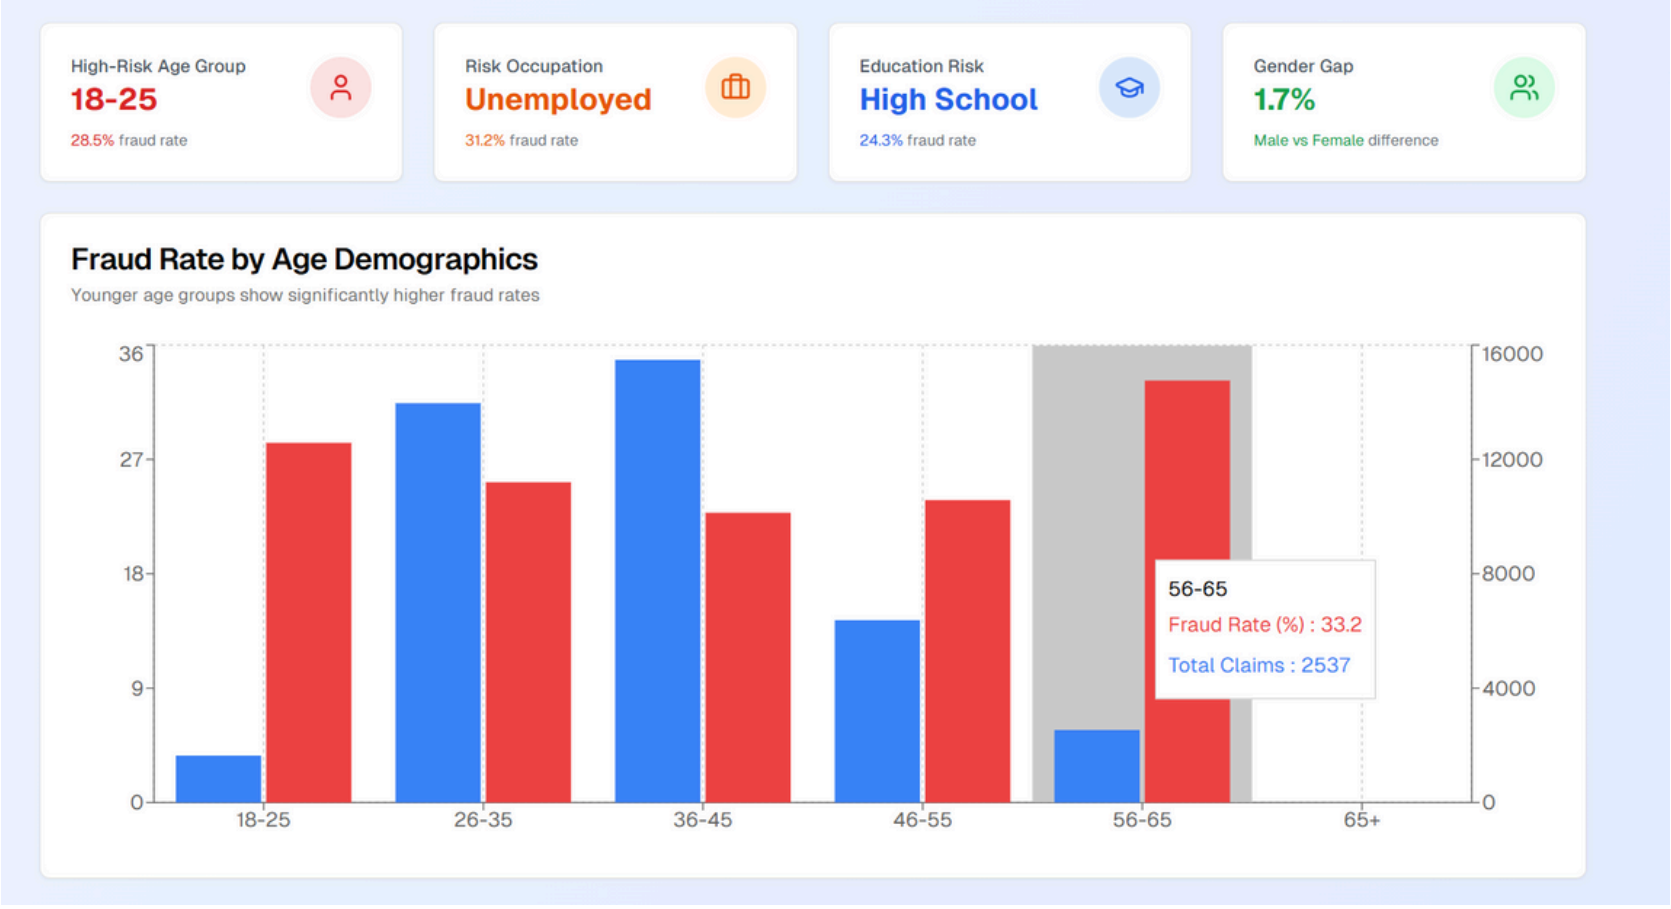 High-Risk Age Group
18-25
28.5% fraud rate
Risk Occupation
Unemployed
31.2% fraud rate
Education Risk
High School
24.3% fraud rate
Gender Gap
1.7%
Male vs Female difference
Fraud Rate by Age Demographics
Younger age groups show significantly higher fraud rates
36
27
18
9
0
16000
12000
8000
4000
0
56-65
Fraud Rate (%) : 33.2
Total Claims : 2537
18-25 26-35 36-45 46-55 56-65 65+